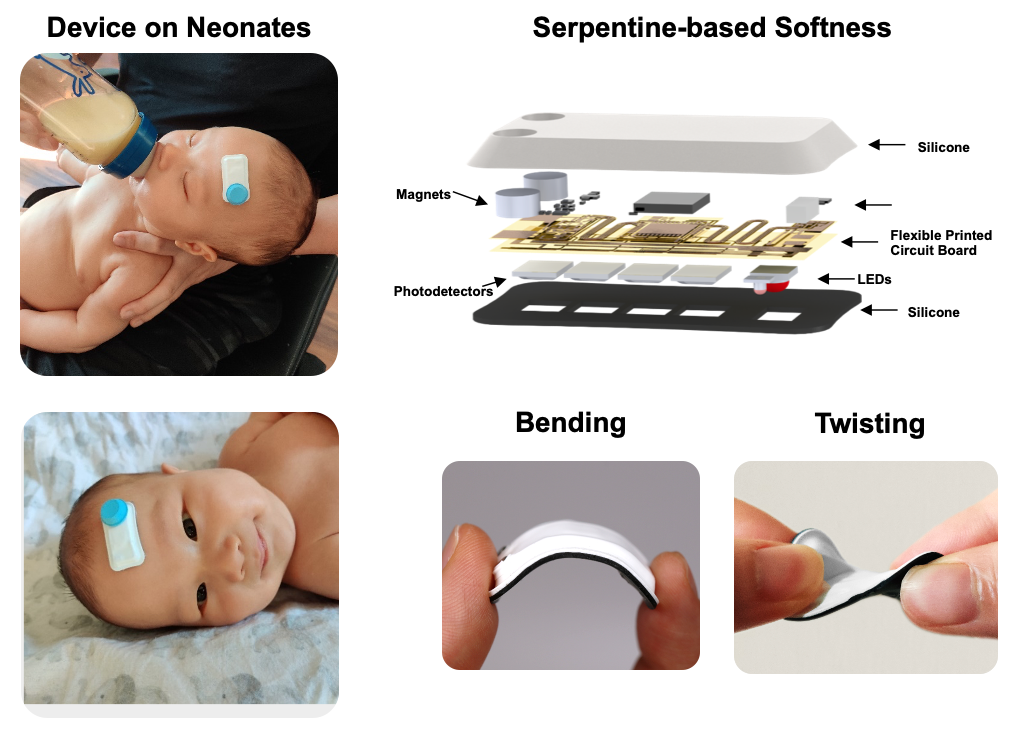 Device on Neonates
Serpentine-based Softness
Silicone
Magnets
Flexible Printed
Circuit Board
LEDs
Photodetectors
Silicone
Bending
Twisting